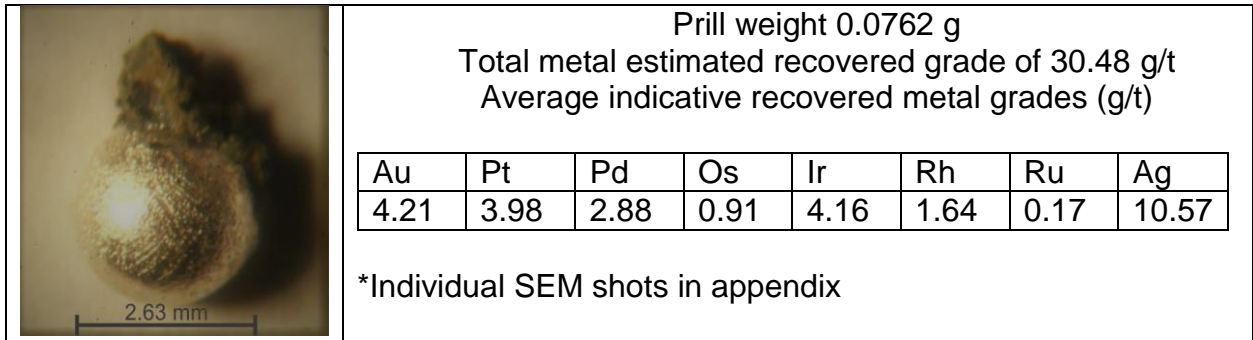 2.63 mm
Prill weight 0.0762 g
Total metal estimated recovered grade of 30.48 g/t
Average indicative recovered metal grades (g/t)
Au Pt Pd Os Ir Rh Ru Ag
4.21 3.98 2.88 0.91 4.16 1.64 0.17 10.57
*Individual SEM shots in appendix